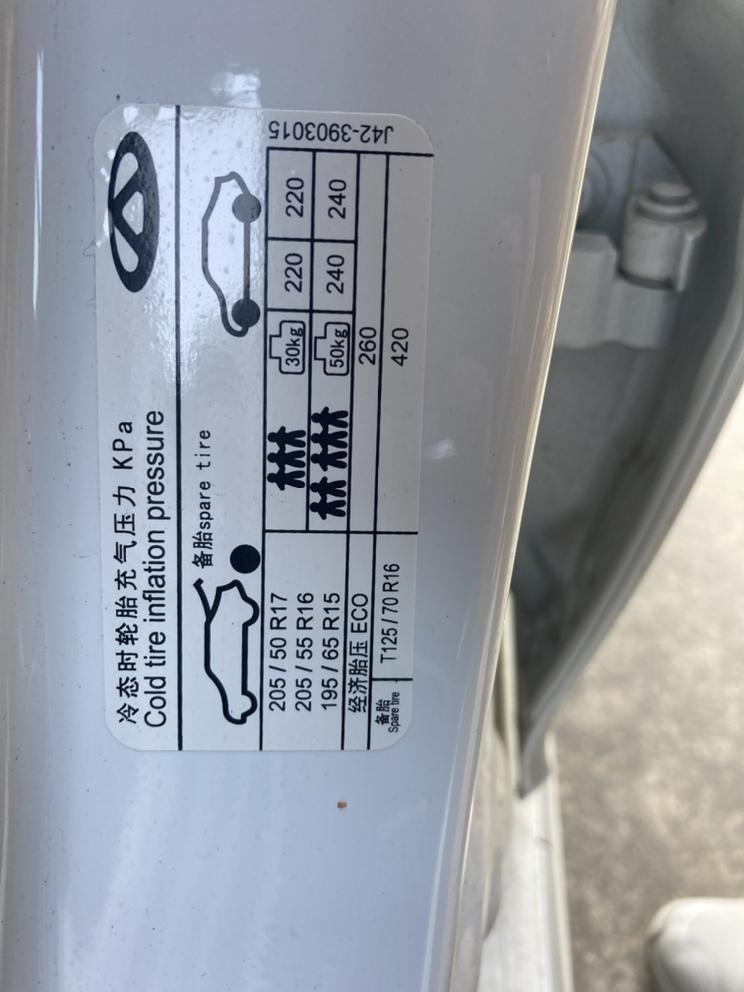 冷态时轮胎充气压力 KPa
Cold tire inflation pressure
备胎spare tire
205 / 50 R17
205 / 55 R16
195 / 65 R15
30kg 220 220
50kg 240 240
经济胎压 ECO 260
备胎
Spare tire
T125 / 70 R16 420
J42-3903015